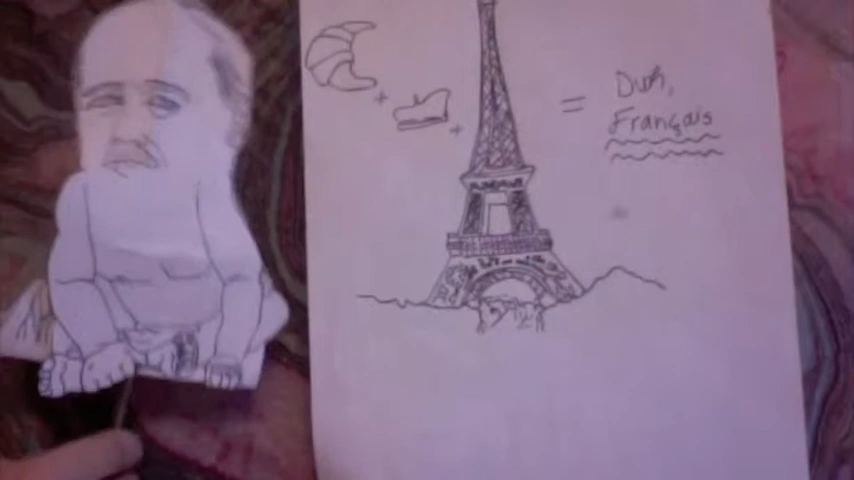 +
+
=
Duh,
Français